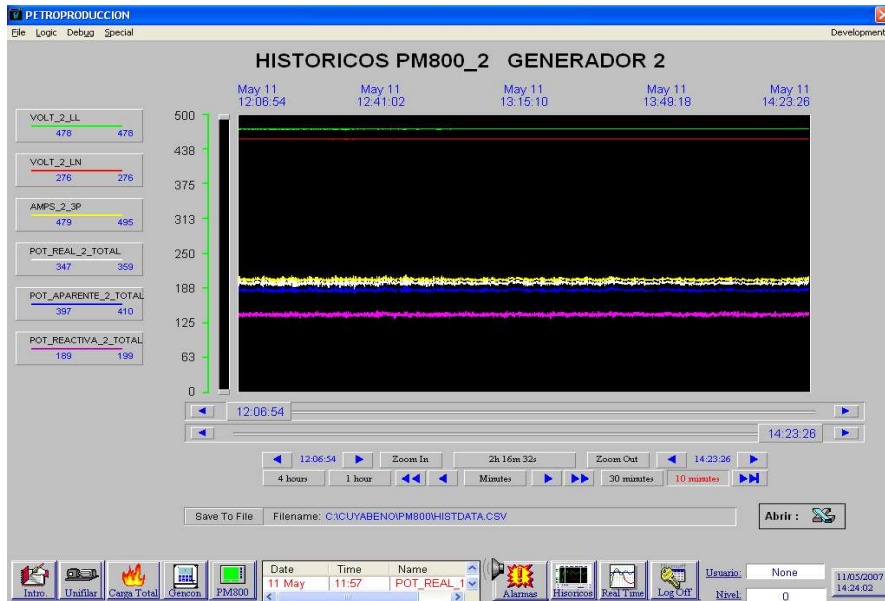 PETROPRODUCCION
File Logic Debug Special Development
HISTORICOS PM800_2 GENERADOR 2
May 11 May 11 May 11 May 11 May 11
12:06:54 12:41:02 13:15:10 13:49:18 14:23:26
VOLT_2_LL
478 478
VOLT_2_LN
276 276
AMPS_2_3P
479 495
POT_REAL_2_TOTAL
347 359
POT_APARENTE_2_TOTAL
397 410
POT_REACTIVA_2_TOTAL
189 199
500
438
375
313
250
188
125
63
0
12:06:54
14:23:26
12:06:54 Zoom In 2h 16m 32s Zoom Out 14:23:26
4 hours 1 hour Minutes 30 minutes 10 minutes
Save To File Filename: C:\CUYABENO\PM800\HISTDATA.CSV Abrir :
Intro. Unifilar Carga Total Gencon PM800
Date Time Name
11 May 11:57 POT_REAL_1
Alarmas Hisoricos Real Time Log Off
Usuario: None
Nivel: 0
11/05/2007
14:24:02